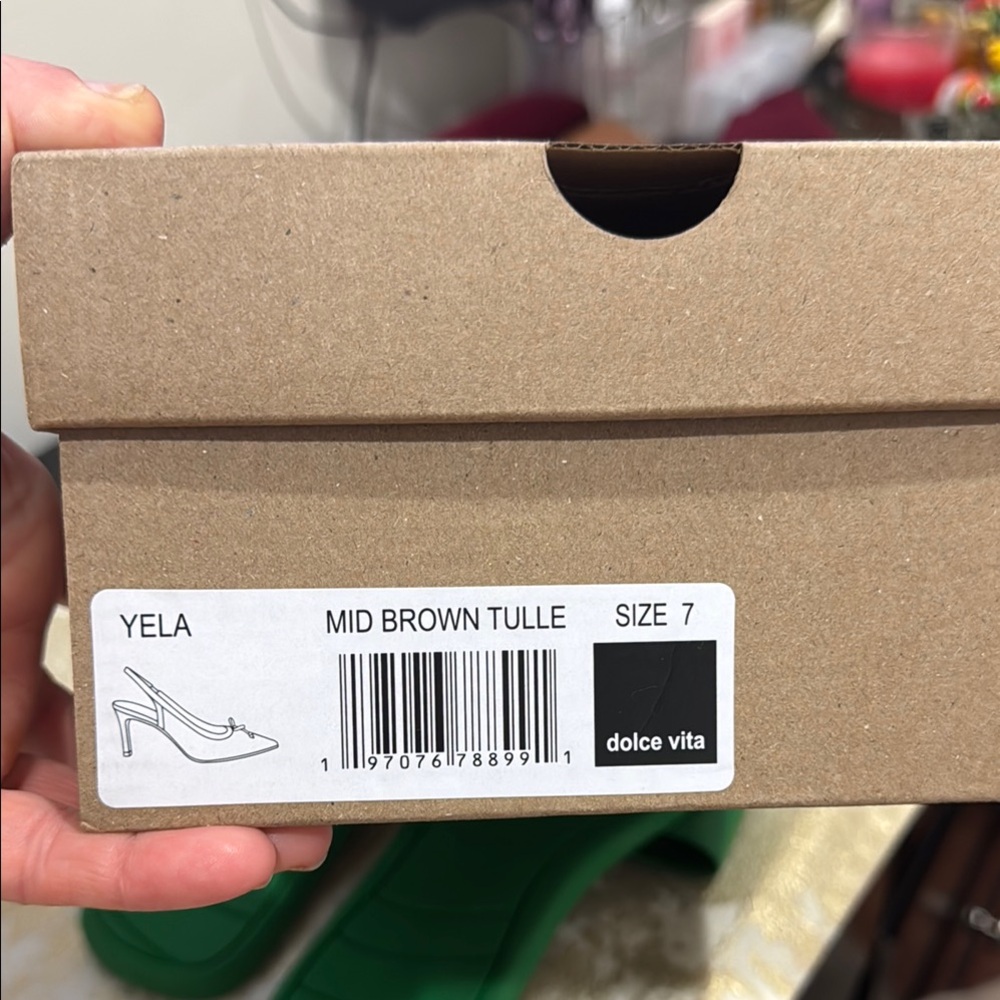 YELA
MID BROWN TULLE
SIZE 7
1 97076 78899 1
dolce vita